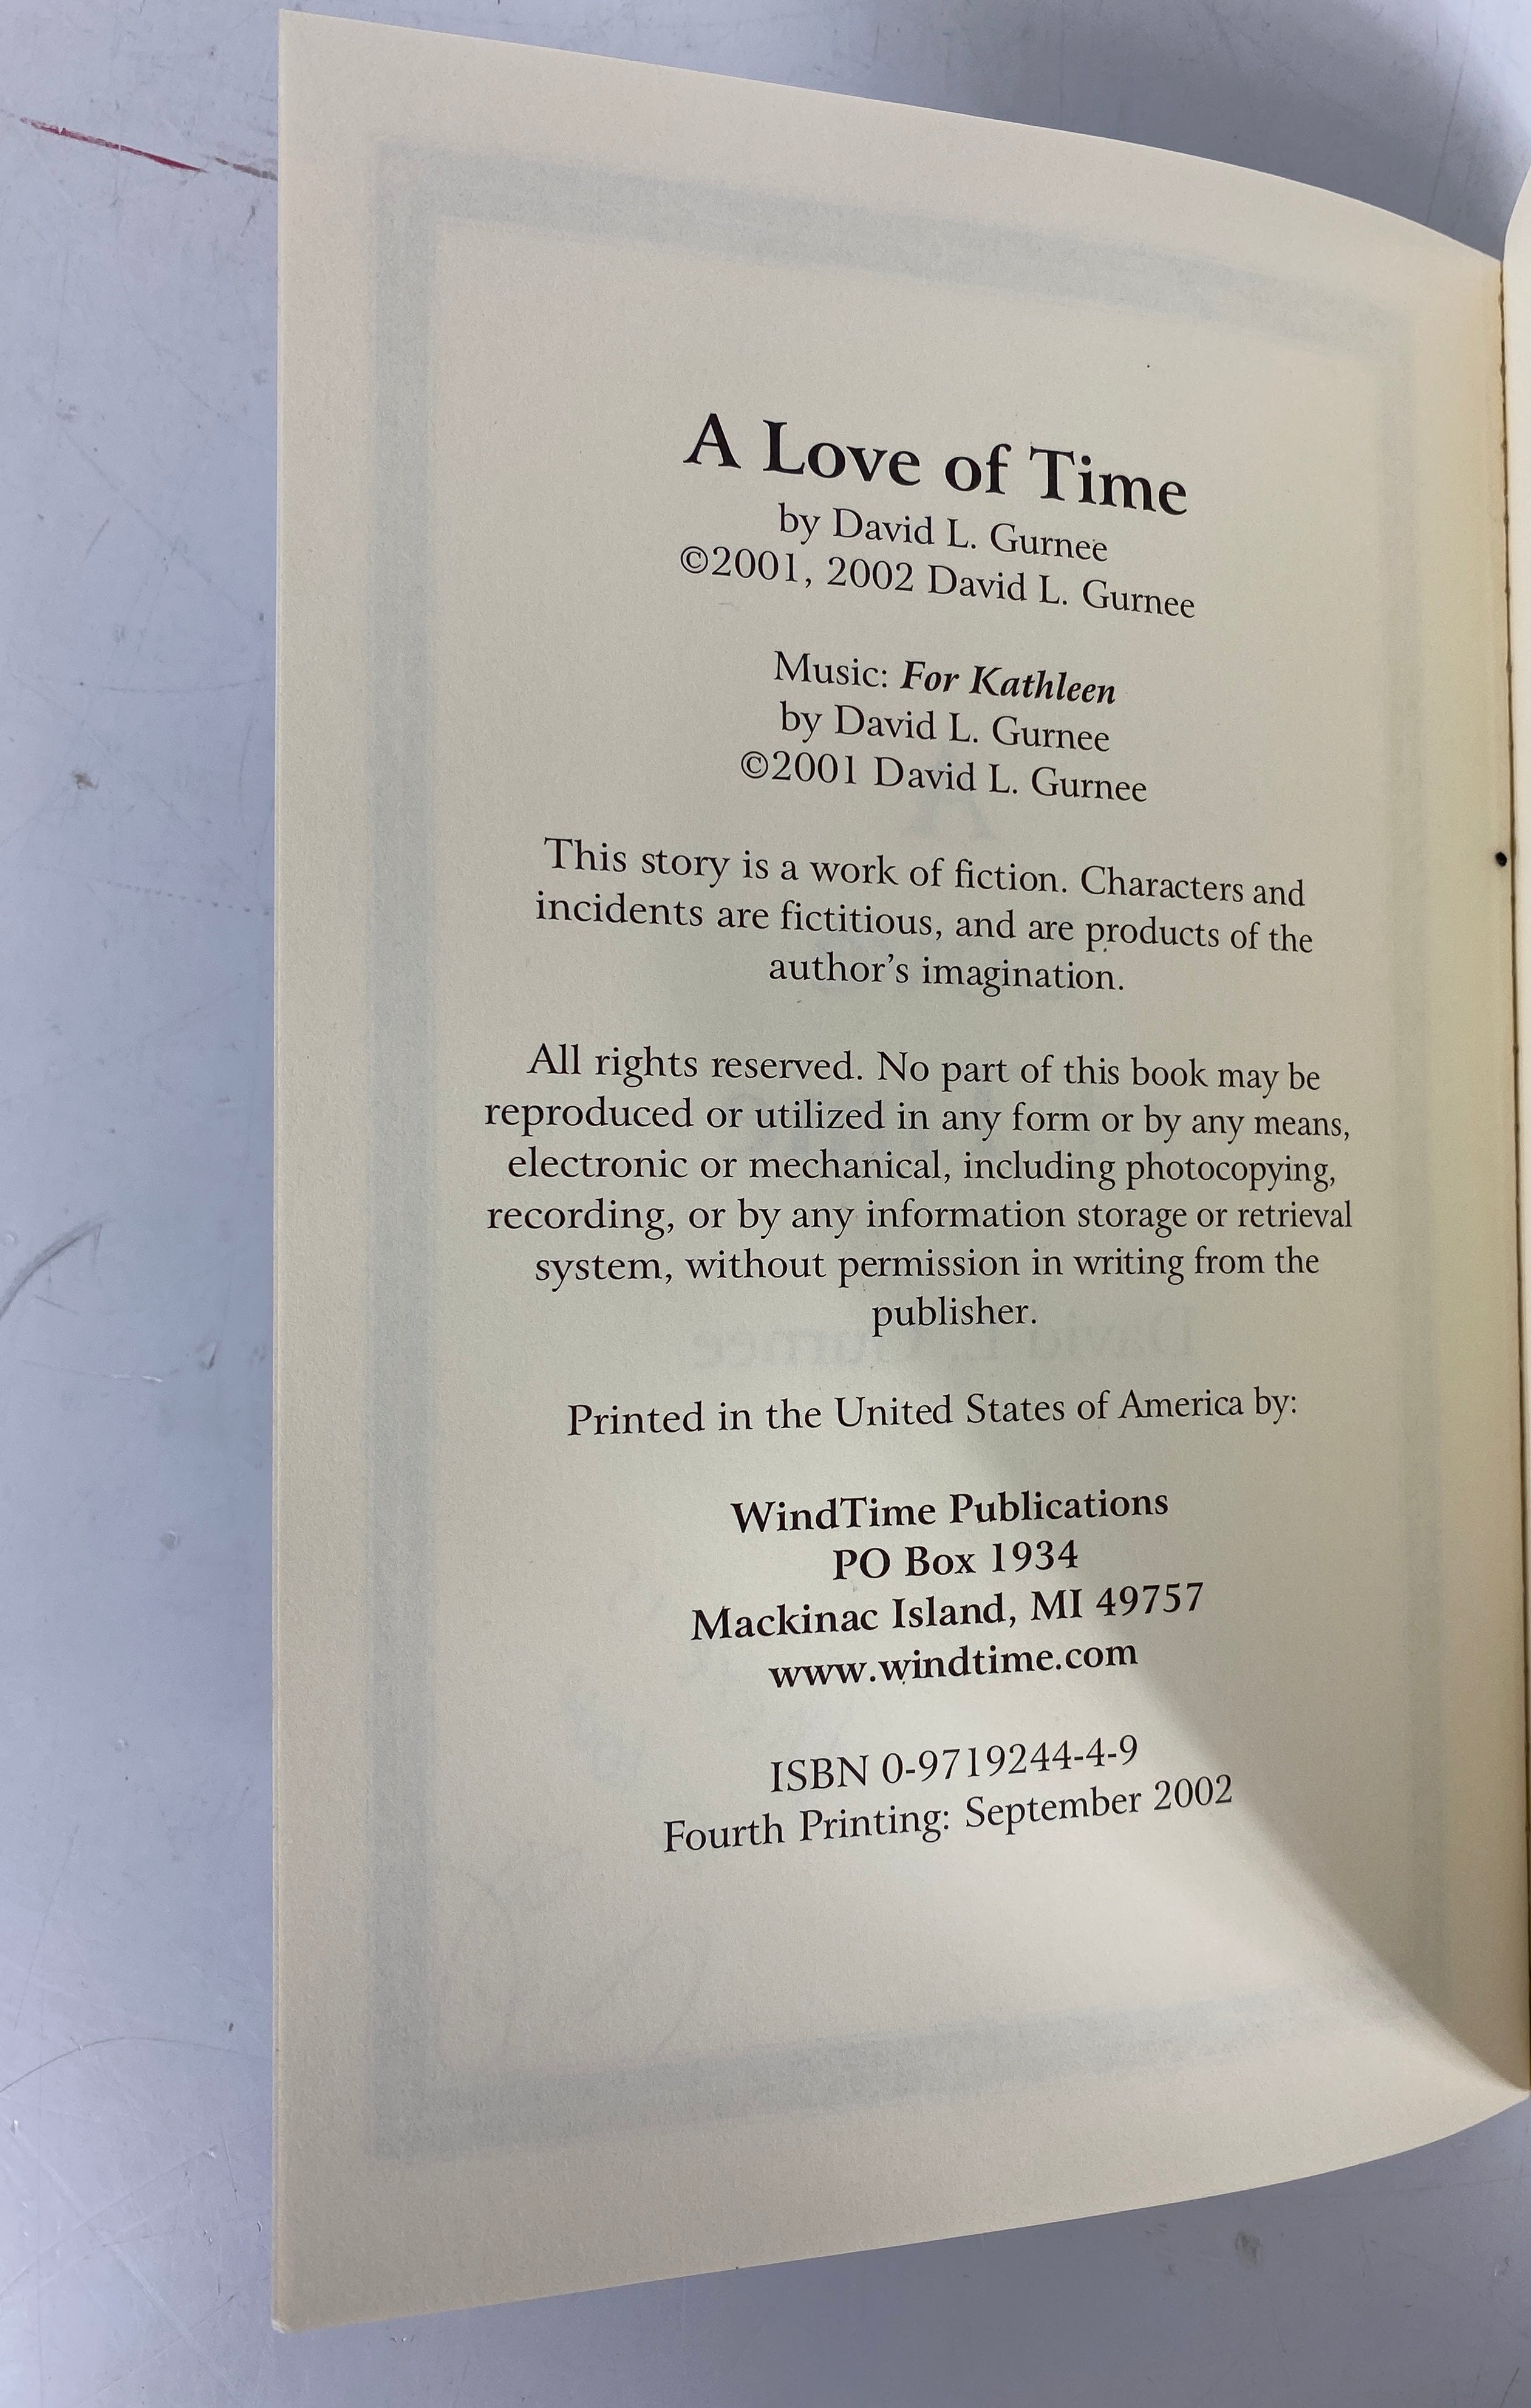 A Love of Time
by David L. Gurnee
©2001, 2002 David L. Gurnee
Music: For Kathleen
by David L. Gurnee
©2001 David L. Gurnee
This story is a work of fiction. Characters and
incidents are fictitious, and are products of the
author's imagination.
All rights reserved. No part of this book may be
reproduced or utilized in any form or by any means,
electronic or mechanical, including photocopying,
recording, or by any information storage or retrieval
system, without permission in writing from the
publisher.
Printed in the United States of America by:
WindTime Publications
PO Box 1934
Mackinac Island, MI 49757
www.windtime.com
ISBN 0-9719244-4-9
Fourth Printing: September 2002